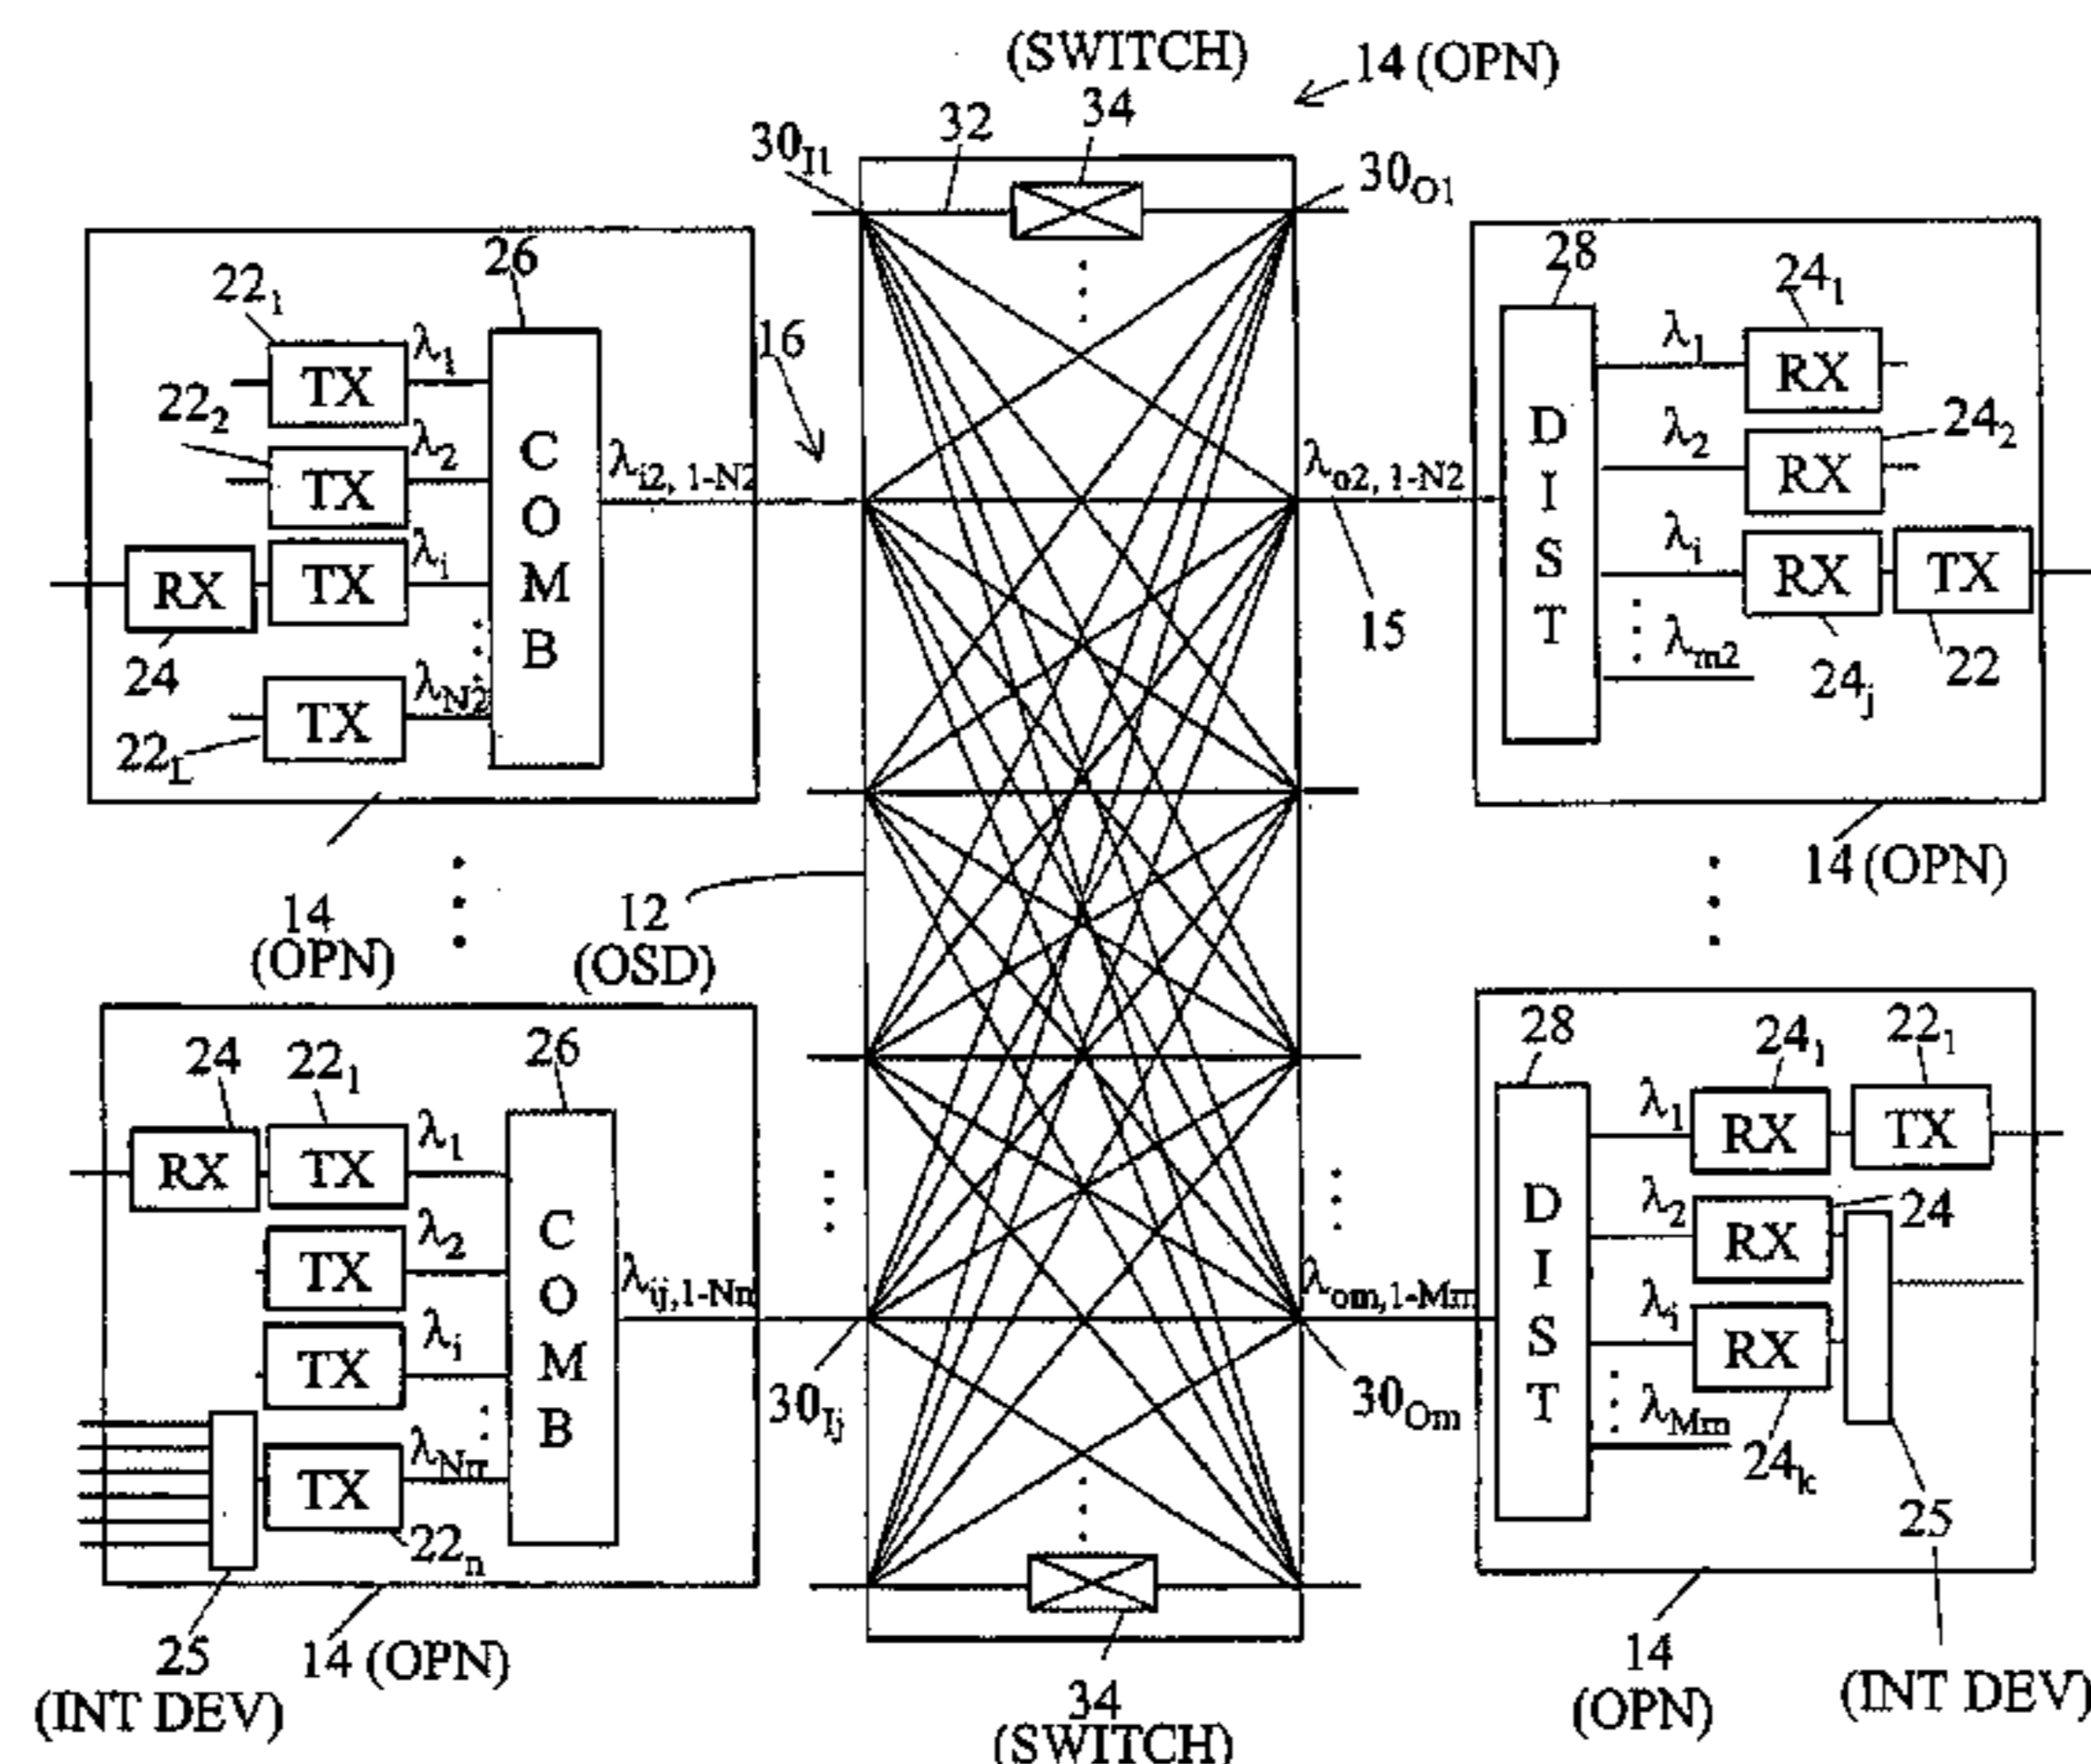 (SWITCH)
34
14 (OPN)
32
30I1
30O1
26
221
λ1
TX
222
λ2
TX
16
λi
RX
TX
24
λN2
TX
22L
C
O
M
B
λi2, 1-N2
λo2, 1-N2
15
28
D
I
S
T
λ1
RX
241
λ2
RX
242
λi
RX
TX
λm2
24j
22
14
(OPN)
12
(OSD)
14 (OPN)
24
221
26
λ1
RX
TX
λ2
TX
λi
TX
λNn
TX
22n
C
O
M
B
λij,1-Nn
λom,1-Mm
30Ij
30Om
28
D
I
S
T
241
221
λ1
RX
TX
λ2
RX
24
λi
RX
λMm
24k
25
25
(INT DEV)
14 (OPN)
34
(SWITCH)
14
(OPN)
(INT DEV)